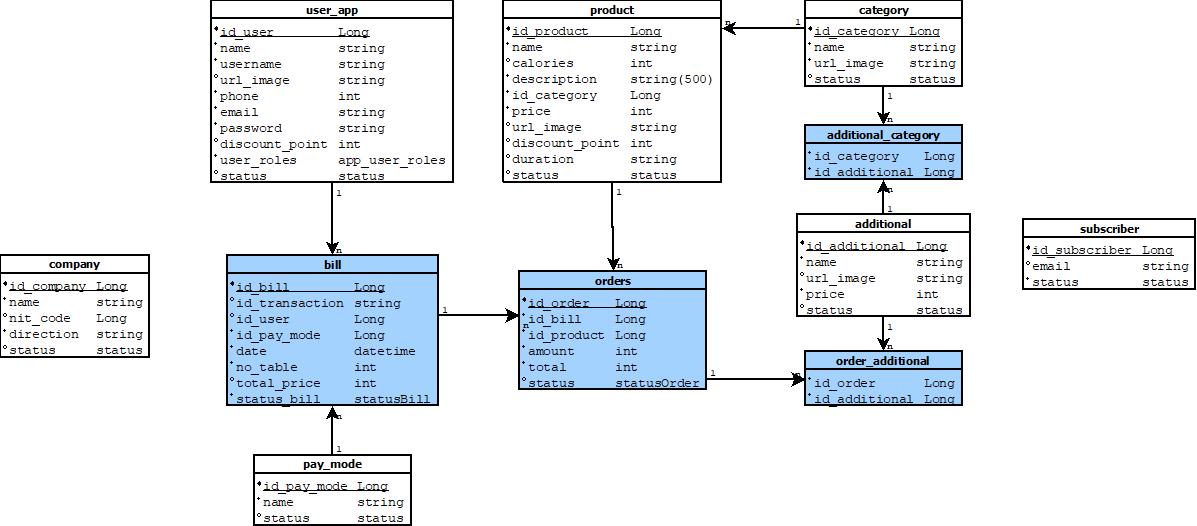 user_app
id_user Long
name string
username string
url_image string
phone int
email string
password string
discount_point int
user_roles app_user_roles
status status
1
n
product
id_product Long
name string
calories int
description string(500)
id_category Long
price int
url_image string
discount_point int
duration string
status status
1
n
category
id_category Long
name string
url_image string
status status
1
n
1
n
additional_category
id_category Long
id_additional Long
n
1
additional
id_additional Long
name string
url_image string
price int
status status
1
n
subscriber
id_subscriber Long
email string
status status
company
id_company Long
name string
nit_code Long
direction string
status status
bill
id_bill Long
id_transaction string
id_user Long
id_pay_mode Long
date datetime
no_table int
total_price int
status_bill statusBill
1
n
orders
id_order Long
id_bill Long
id_product Long
amount int
total int
status statusOrder
1
n
order_additional
id_order Long
id_additional Long
n
1
pay_mode
id_pay_mode Long
name string
status status